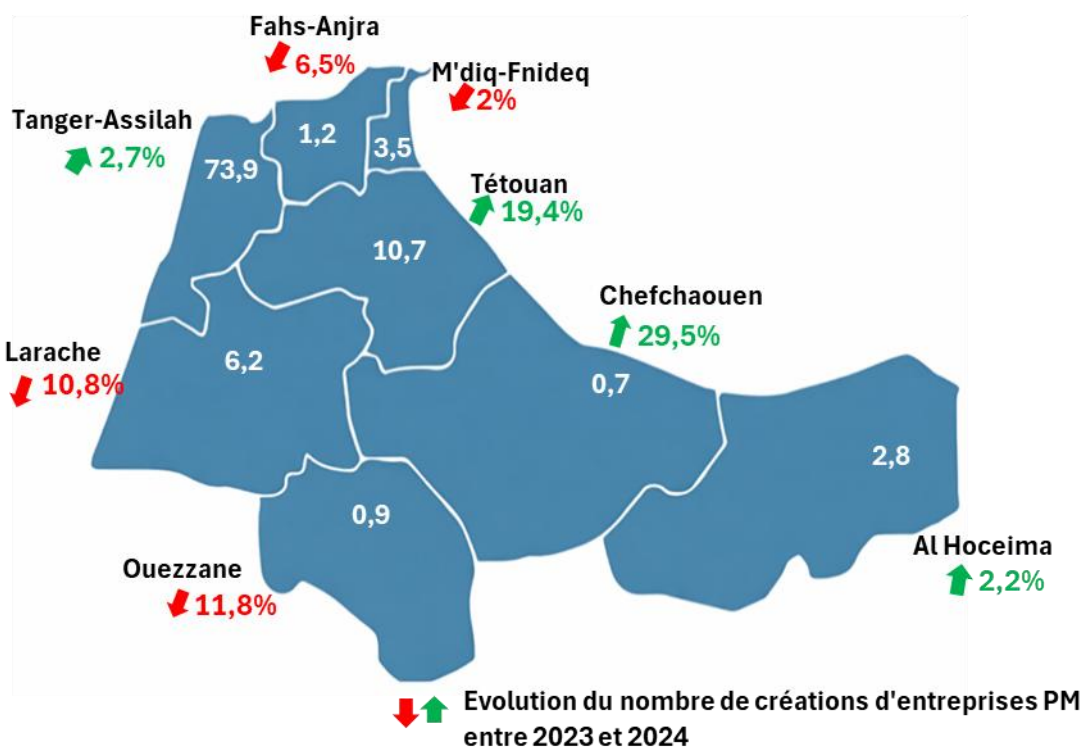 Fahs-Anjra
6,5%
M'diq-Fnideq
2%
Tanger-Assilah
2,7%
1,2
3,5
73,9
Tétouan
19,4%
10,7
Chefchaouen
29,5%
Larache
10,8%
6,2
0,7
2,8
0,9
Al Hoceima
2,2%
Ouezzane
11,8%
Evolution du nombre de créations d'entreprises PM
entre 2023 et 2024